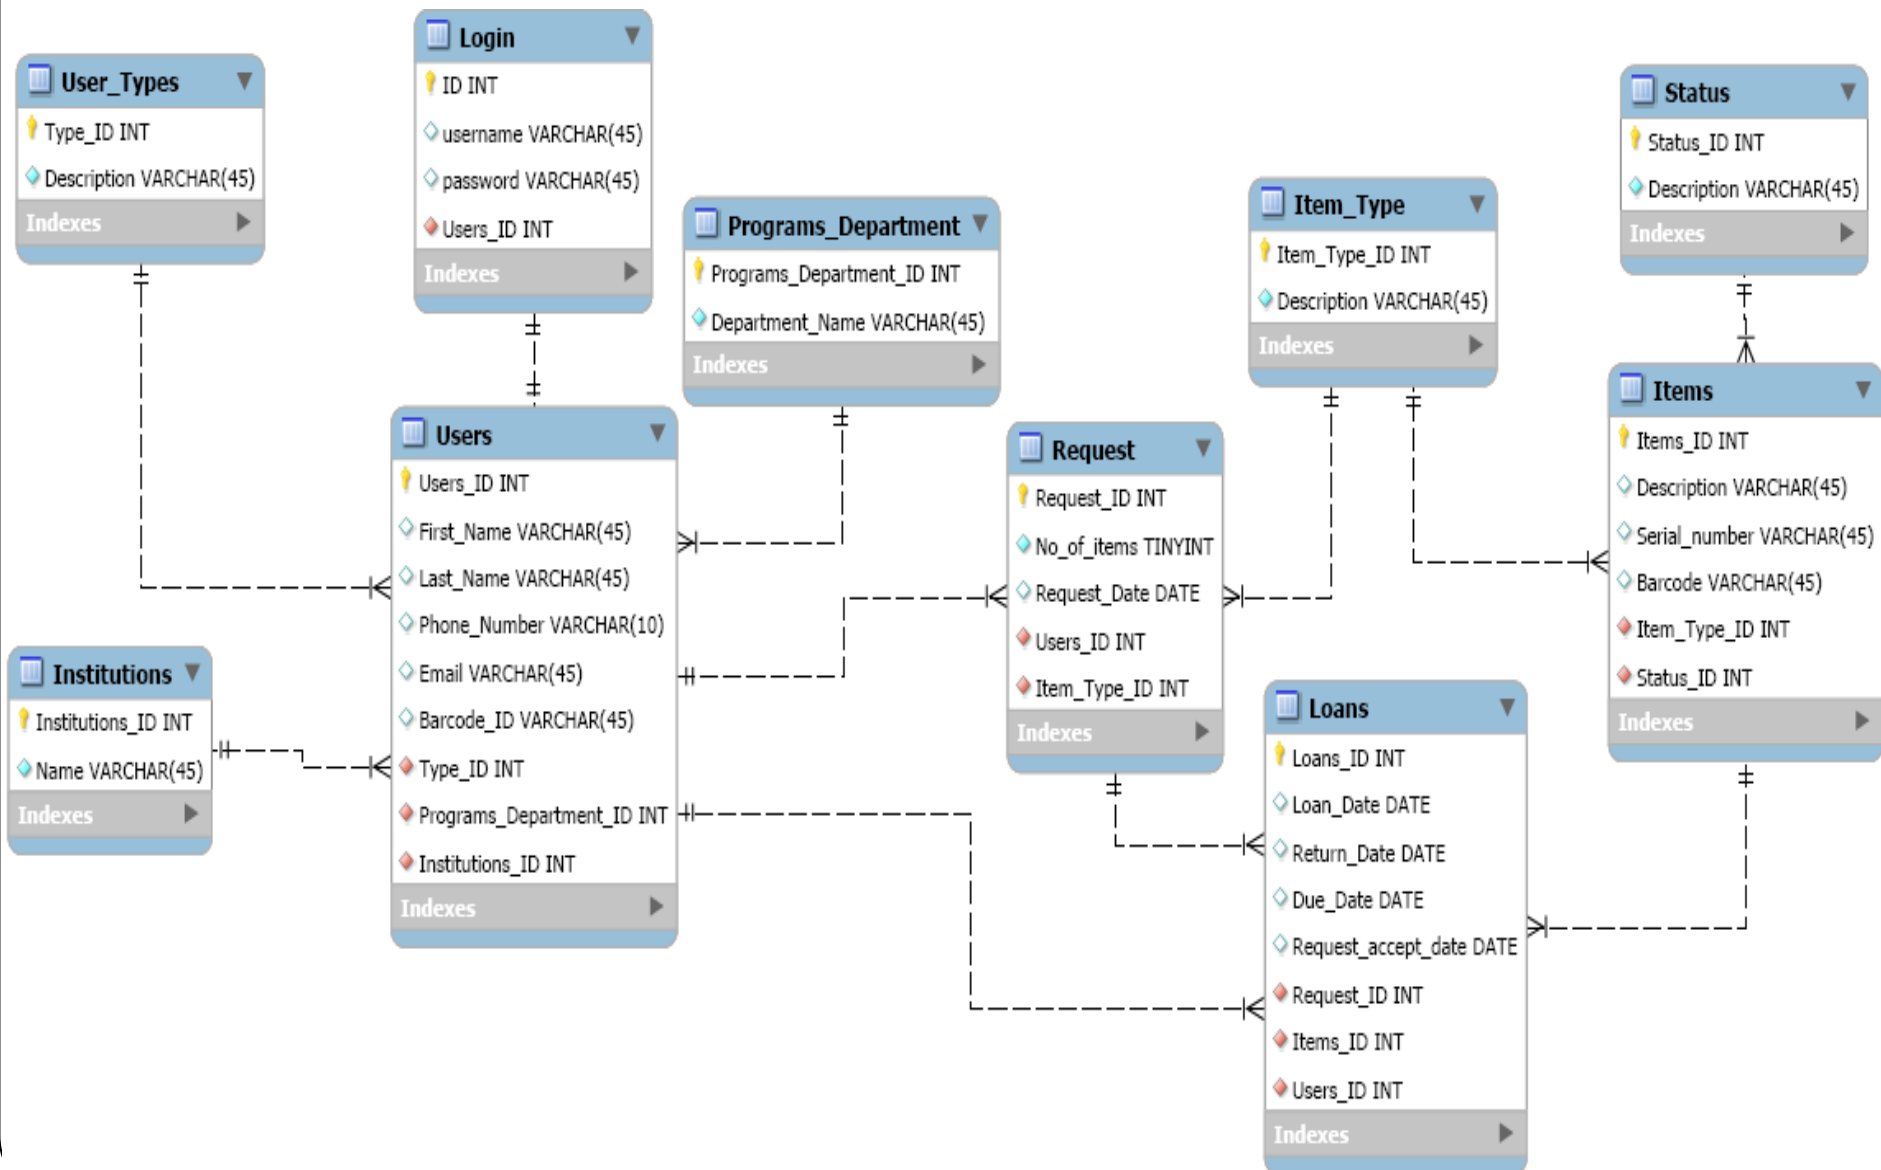 User_Types
Type_ID INT
Description VARCHAR(45)
Indexes
Login
ID INT
username VARCHAR(45)
password VARCHAR(45)
Users_ID INT
Indexes
Programs_Department
Programs_Department_ID INT
Department_Name VARCHAR(45)
Indexes
Item_Type
Item_Type_ID INT
Description VARCHAR(45)
Indexes
Status
Status_ID INT
Description VARCHAR(45)
Indexes
Institutions
Institutions_ID INT
Name VARCHAR(45)
Indexes
Users
Users_ID INT
First_Name VARCHAR(45)
Last_Name VARCHAR(45)
Phone_Number VARCHAR(10)
Email VARCHAR(45)
Barcode_ID VARCHAR(45)
Type_ID INT
Programs_Department_ID INT
Institutions_ID INT
Indexes
Request
Request_ID INT
No_of_items TINYINT
Request_Date DATE
Users_ID INT
Item_Type_ID INT
Indexes
Loans
Loans_ID INT
Loan_Date DATE
Return_Date DATE
Due_Date DATE
Request_accept_date DATE
Request_ID INT
Items_ID INT
Users_ID INT
Indexes
Items
Items_ID INT
Description VARCHAR(45)
Serial_number VARCHAR(45)
Barcode VARCHAR(45)
Item_Type_ID INT
Status_ID INT
Indexes